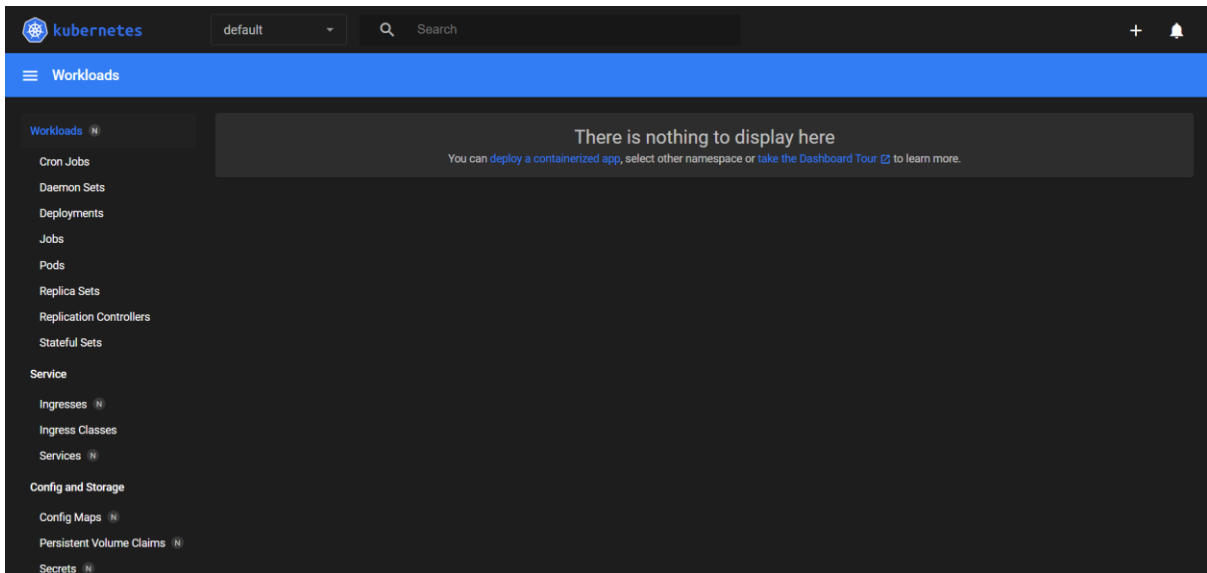 kubernetes
default
Search
Workloads
Workloads N
Cron Jobs
Daemon Sets
Deployments
Jobs
Pods
Replica Sets
Replication Controllers
Stateful Sets
Service
Ingresses N
Ingress Classes
Services N
Config and Storage
Config Maps N
Persistent Volume Claims N
Secrets N
There is nothing to display here
You can deploy a containerized app, select other namespace or take the Dashboard Tour to learn more.